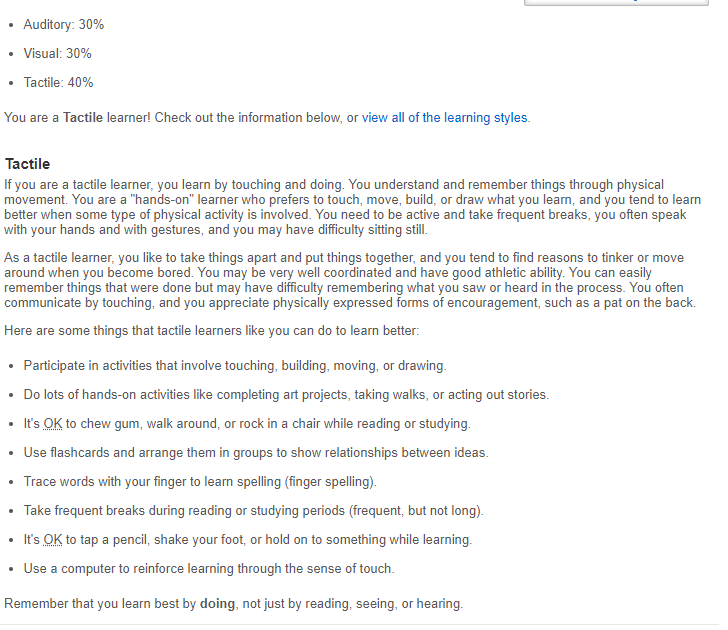 Auditory: 30%
Visual: 30%
Tactile: 40%
You are a Tactile learner! Check out the information below, or view all of the learning styles.
Tactile
If you are a tactile learner, you learn by touching and doing. You understand and remember things through physical
movement. You are a "hands-on" learner who prefers to touch, move, build, or draw what you learn, and you tend to learn
better when some type of physical activity is involved. You need to be active and take frequent breaks, you often speak
with your hands and with gestures, and you may have difficulty sitting still.
As a tactile learner, you like to take things apart and put things together, and you tend to find reasons to tinker or move
around when you become bored. You may be very well coordinated and have good athletic ability. You can easily
remember things that were done but may have difficulty remembering what you saw or heard in the process. You often
communicate by touching, and you appreciate physically expressed forms of encouragement, such as a pat on the back.
Here are some things that tactile learners like you can do to learn better:
Participate in activities that involve touching, building, moving, or drawing.
Do lots of hands-on activities like completing art projects, taking walks, or acting out stories.
It's OK to chew gum, walk around, or rock in a chair while reading or studying.
Use flashcards and arrange them in groups to show relationships between ideas.
Trace words with your finger to learn spelling (finger spelling).
Take frequent breaks during reading or studying periods (frequent, but not long).
It's OK to tap a pencil, shake your foot, or hold on to something while learning.
Use a computer to reinforce learning through the sense of touch.
Remember that you learn best by doing, not just by reading, seeing, or hearing.